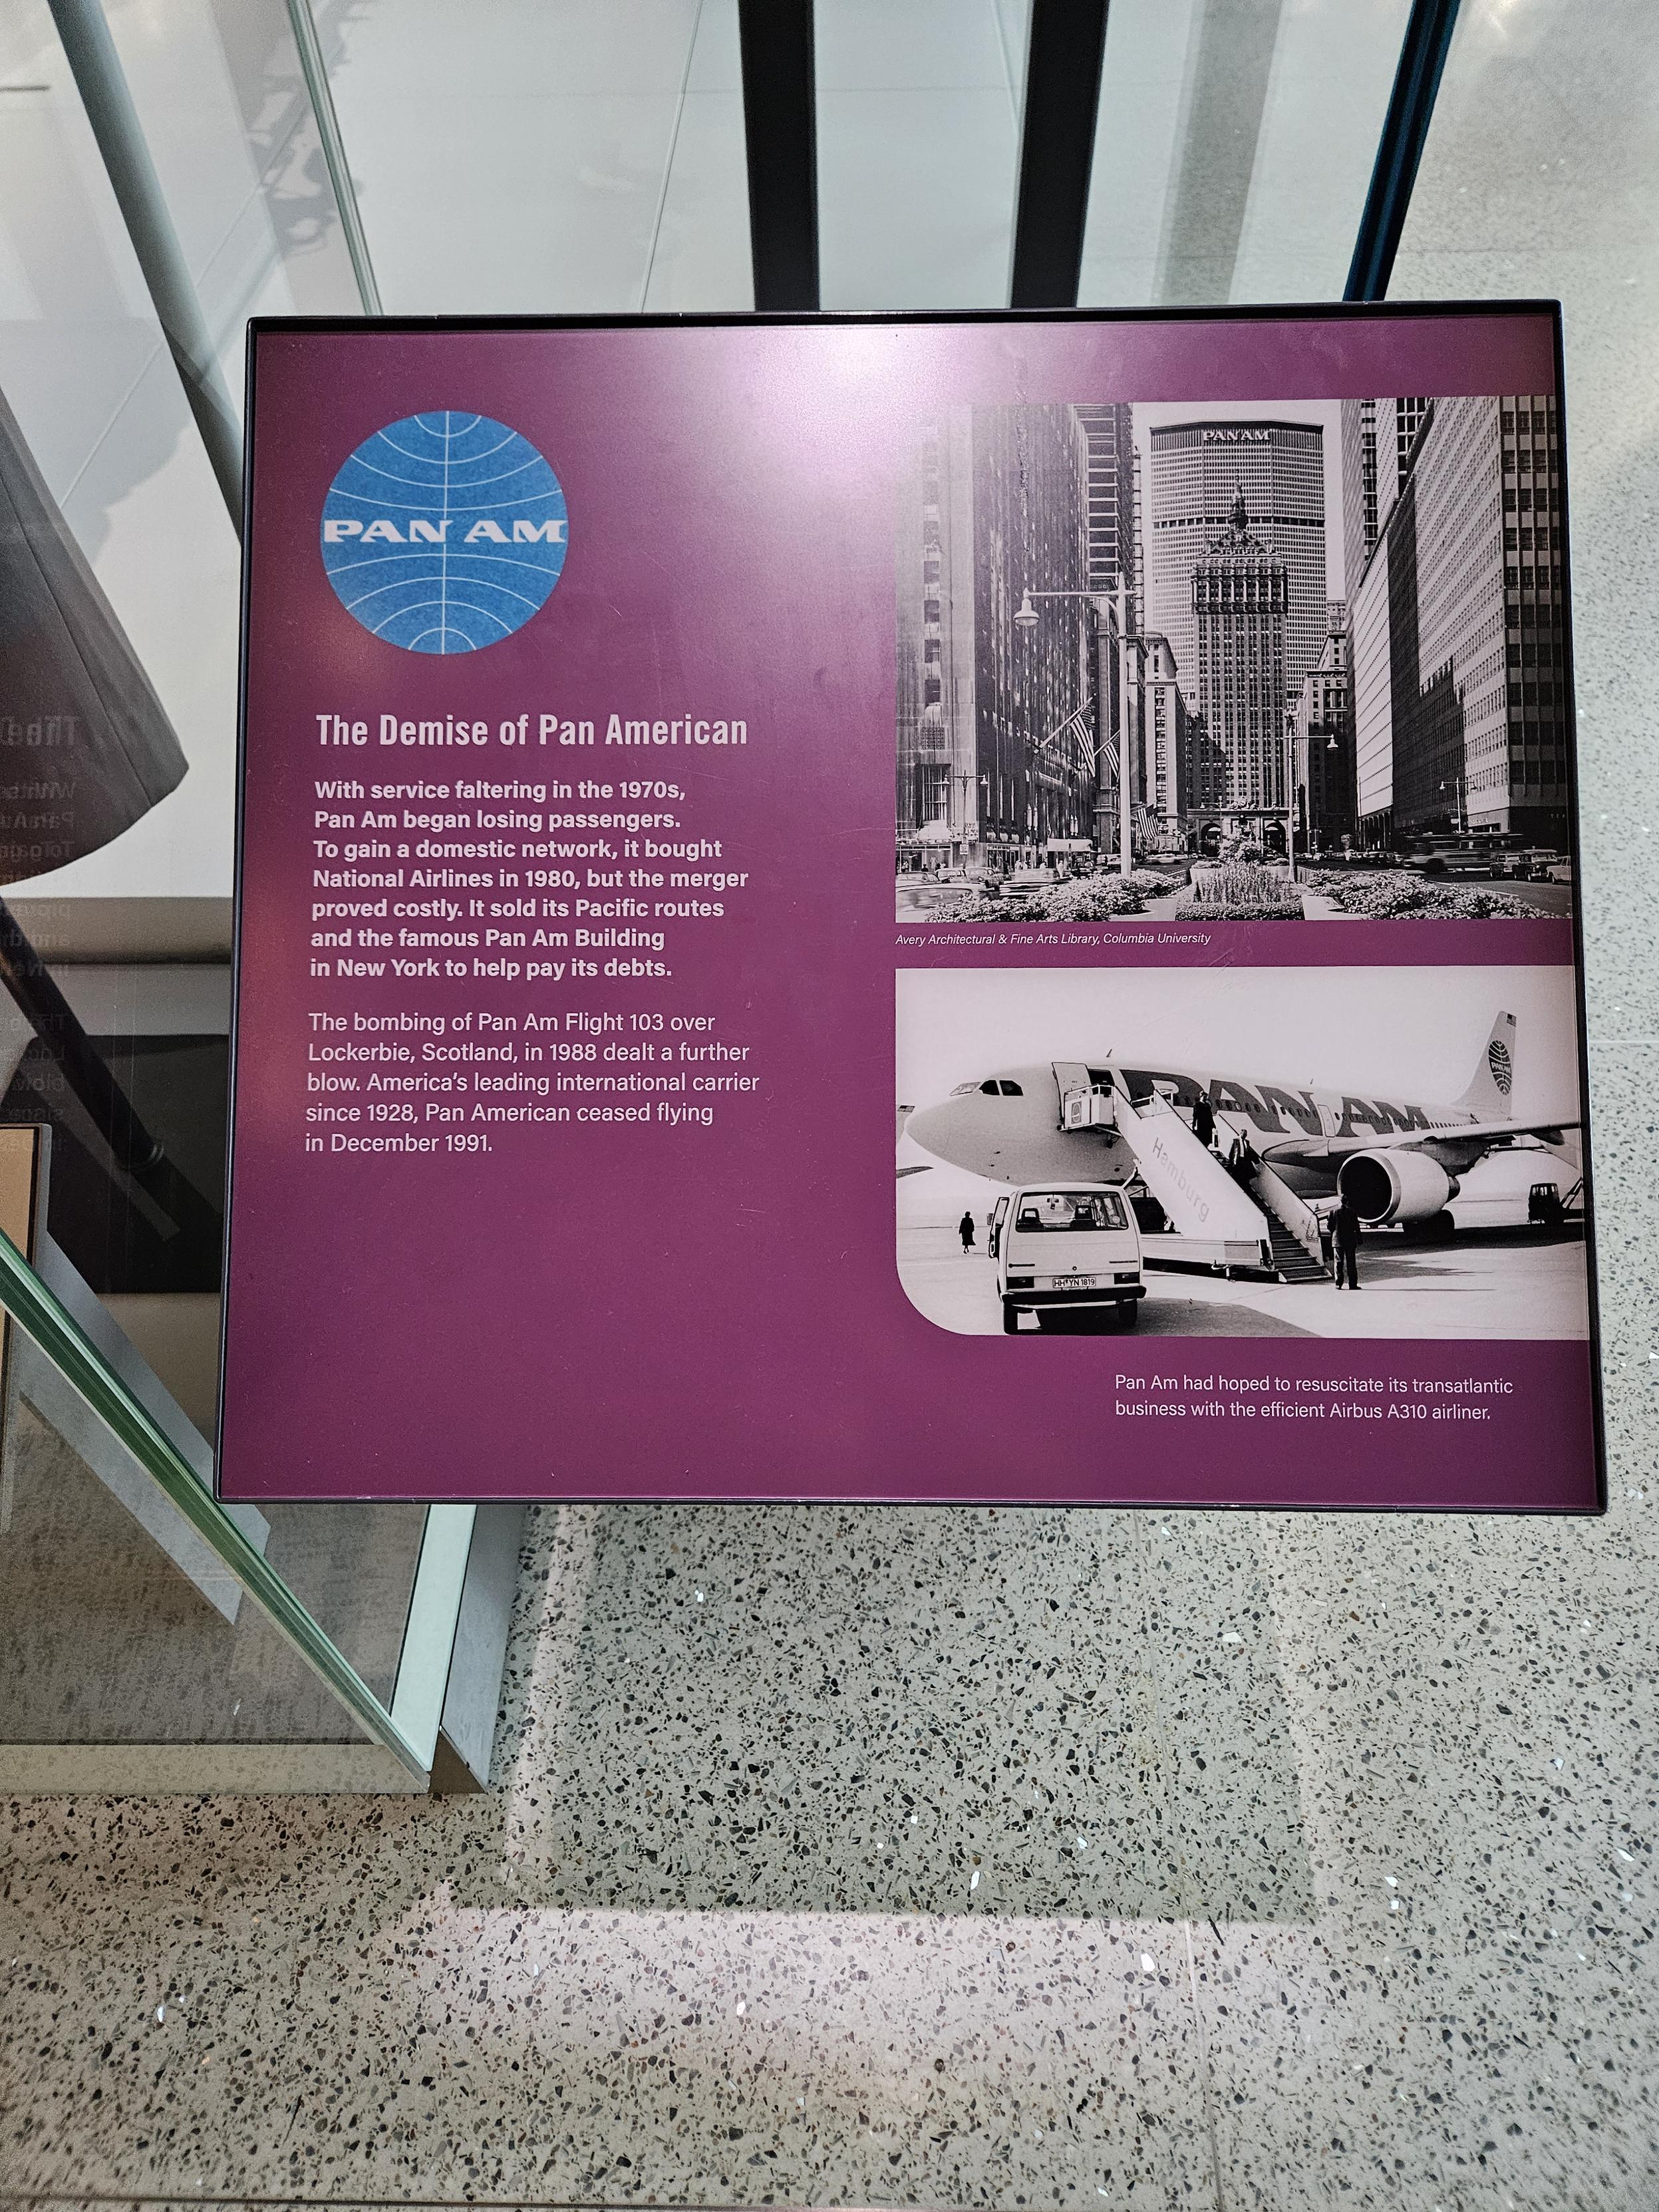 PAN AM
The Demise of Pan American
With service faltering in the 1970s,
Pan Am began losing passengers.
To gain a domestic network, it bought
National Airlines in 1980, but the merger
proved costly. It sold its Pacific routes
and the famous Pan Am Building
in New York to help pay its debts.
The bombing of Pan Am Flight 103 over
Lockerbie, Scotland, in 1988 dealt a further
blow. America’s leading international carrier
since 1928, Pan American ceased flying
in December 1991.
PAN AM
Avery Architectural & Fine Arts Library, Columbia University
PAN AM
PAN AM
Hamburg
HH YN 1819
Pan Am had hoped to resuscitate its transatlantic
business with the efficient Airbus A310 airliner.